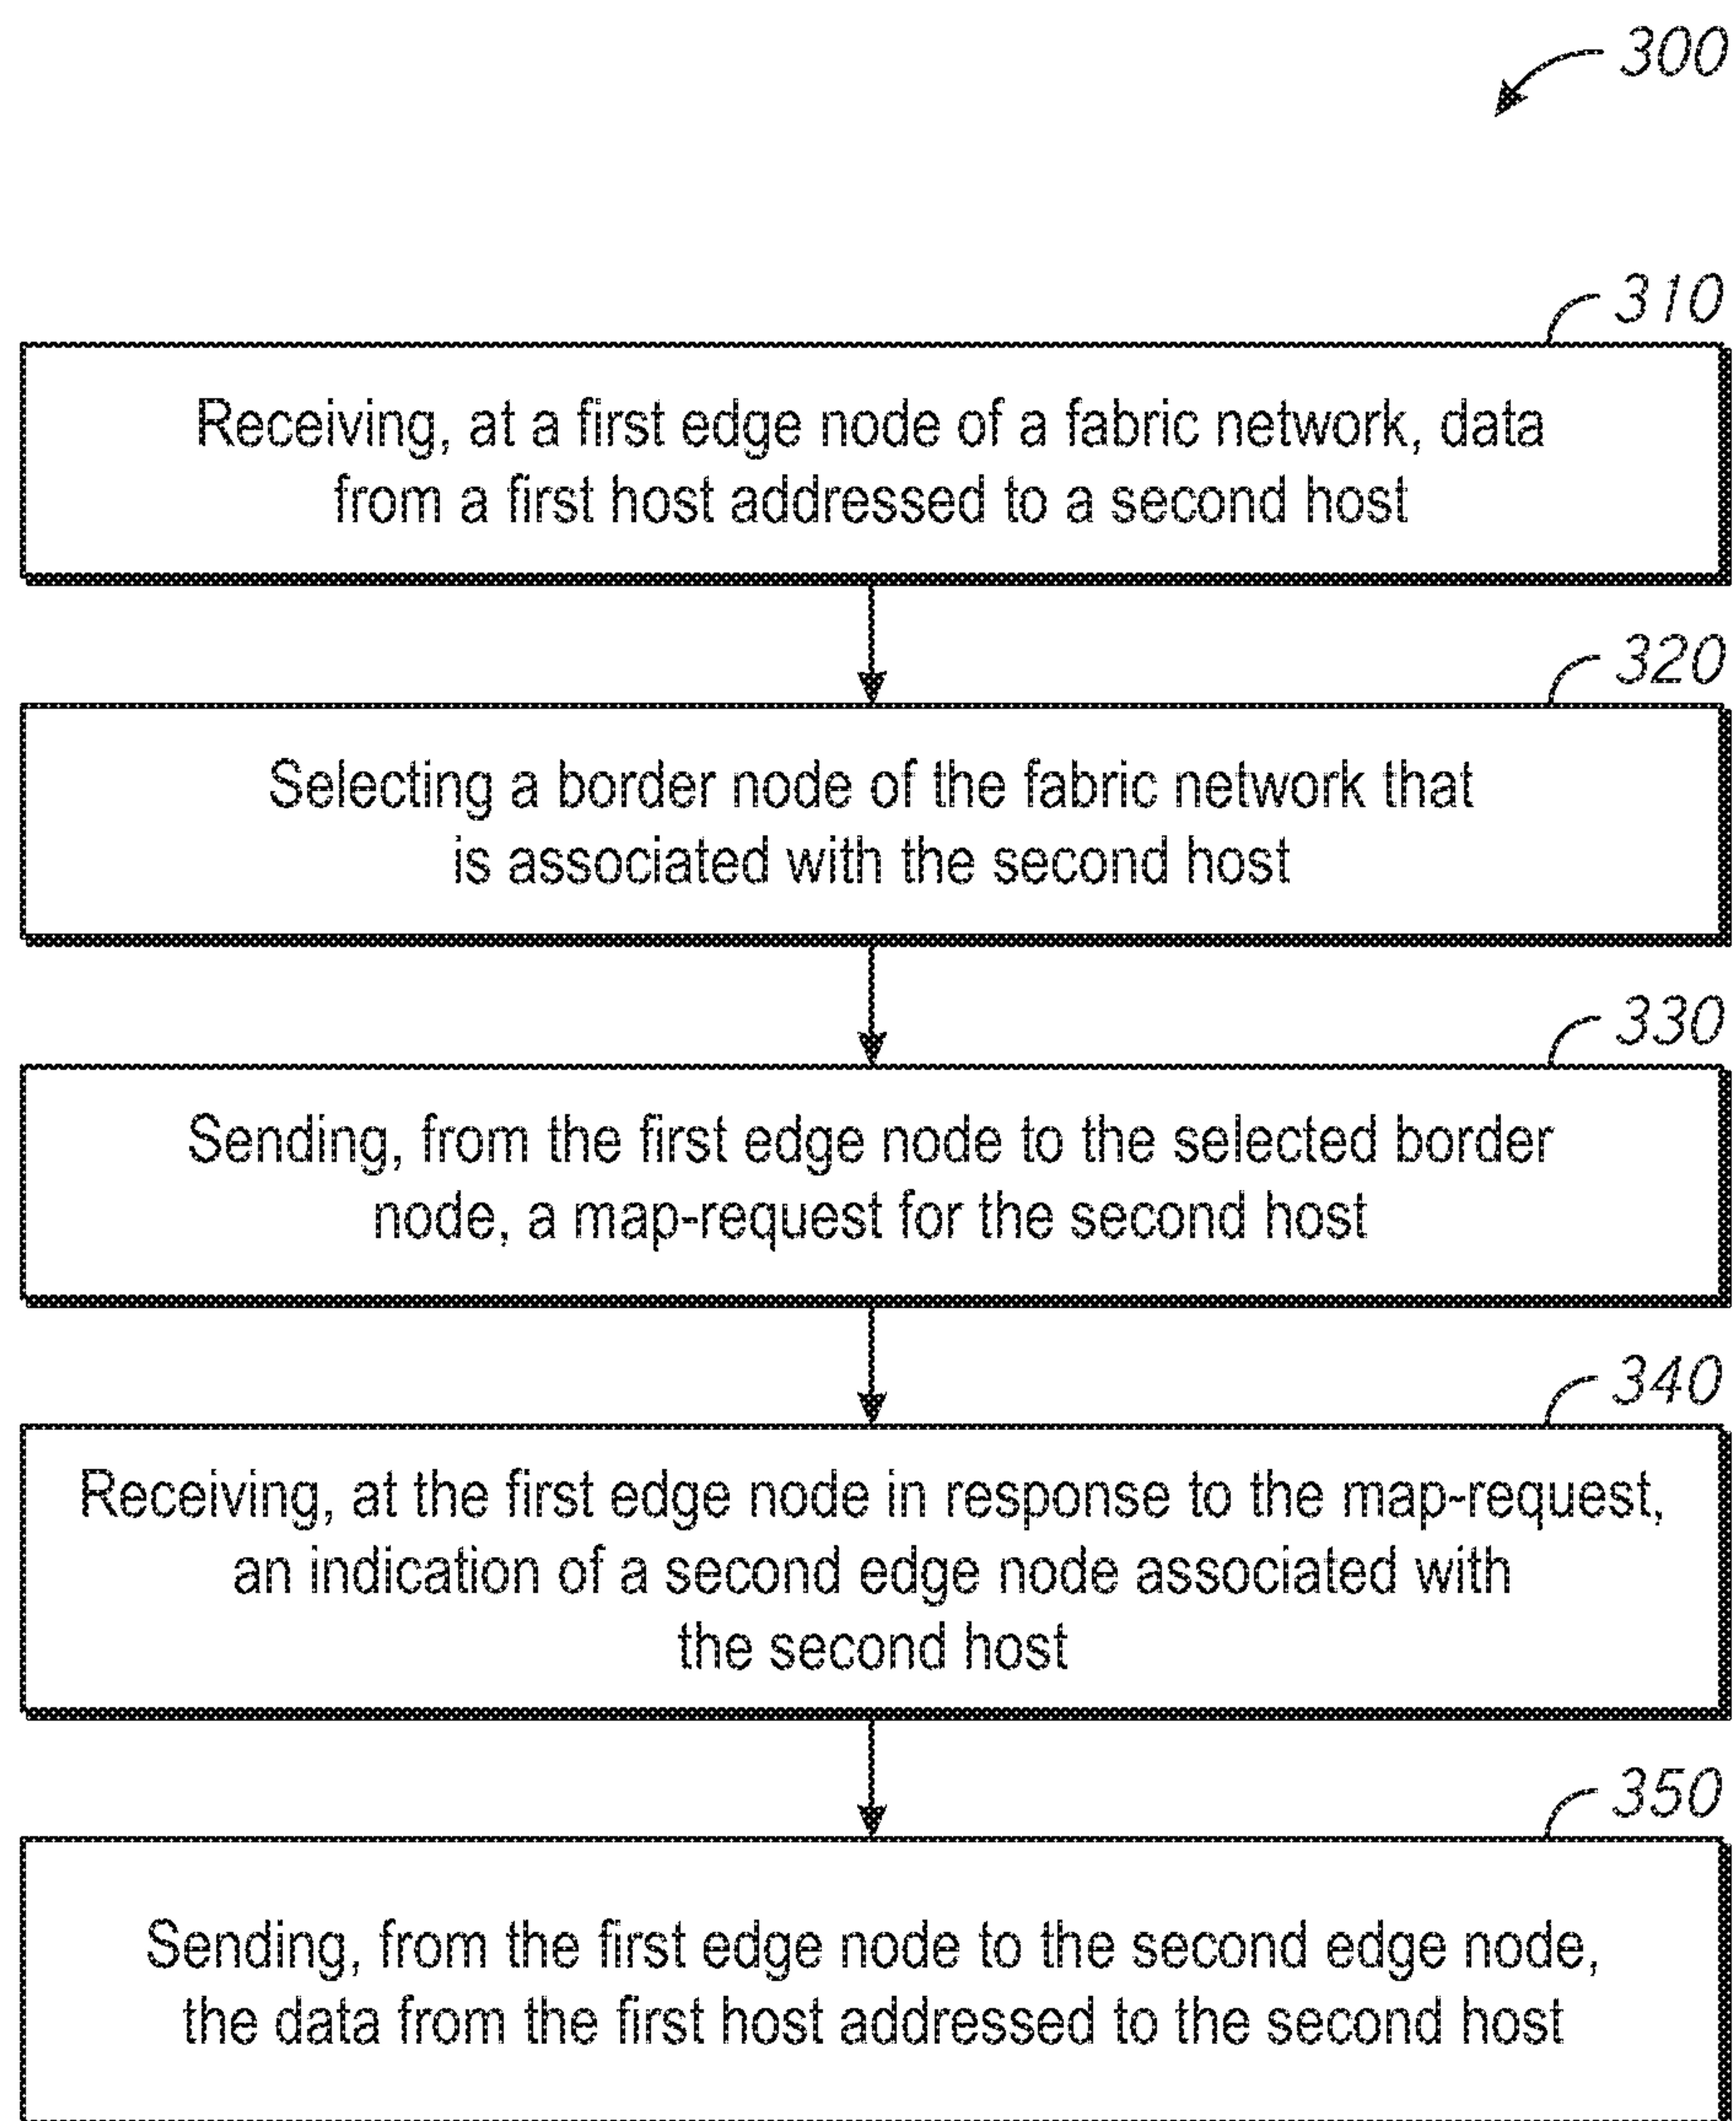 300
310
Receiving, at a first edge node of a fabric network, data
from a first host addressed to a second host
320
Selecting a border node of the fabric network that
is associated with the second host
330
Sending, from the first edge node to the selected border
node, a map-request for the second host
340
Receiving, at the first edge node in response to the map-request,
an indication of a second edge node associated with
the second host
350
Sending, from the first edge node to the second edge node,
the data from the first host addressed to the second host